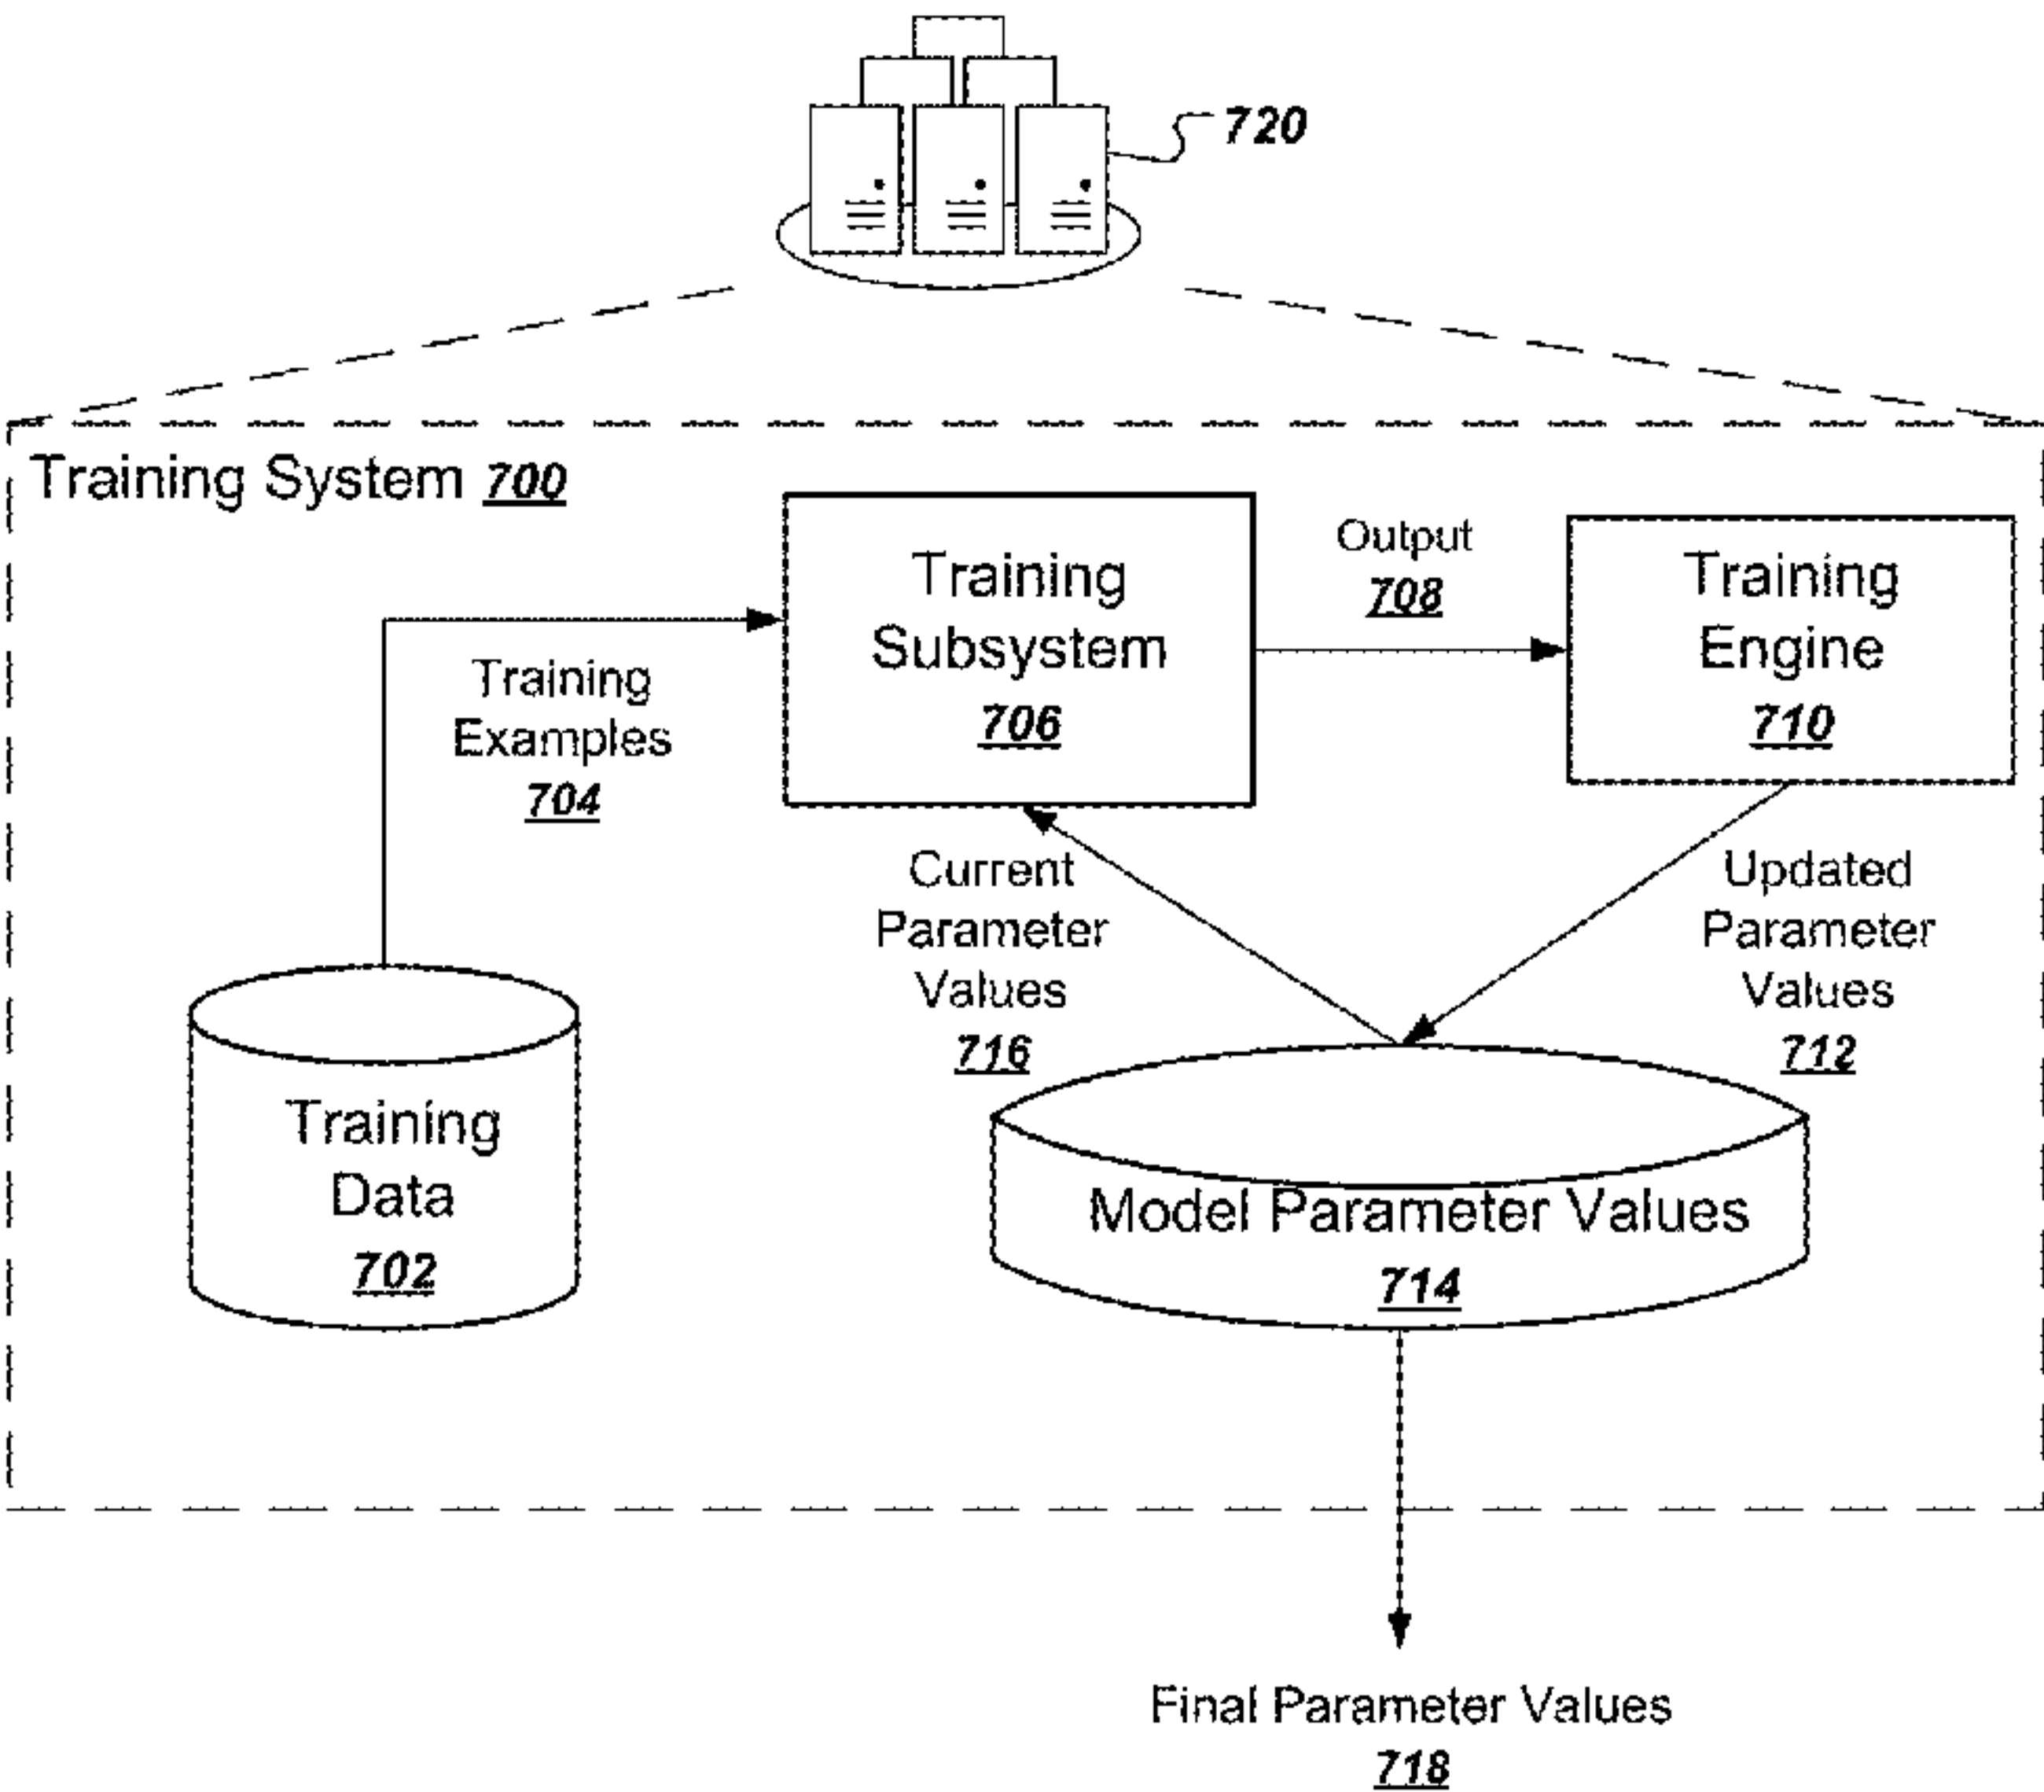 720
Training System 700
Training
Subsystem
706
Output
708
Training
Engine
710
Training
Examples
704
Current
Parameter
Values
716
Updated
Parameter
Values
712
Training
Data
702
Model Parameter Values
714
Final Parameter Values
718